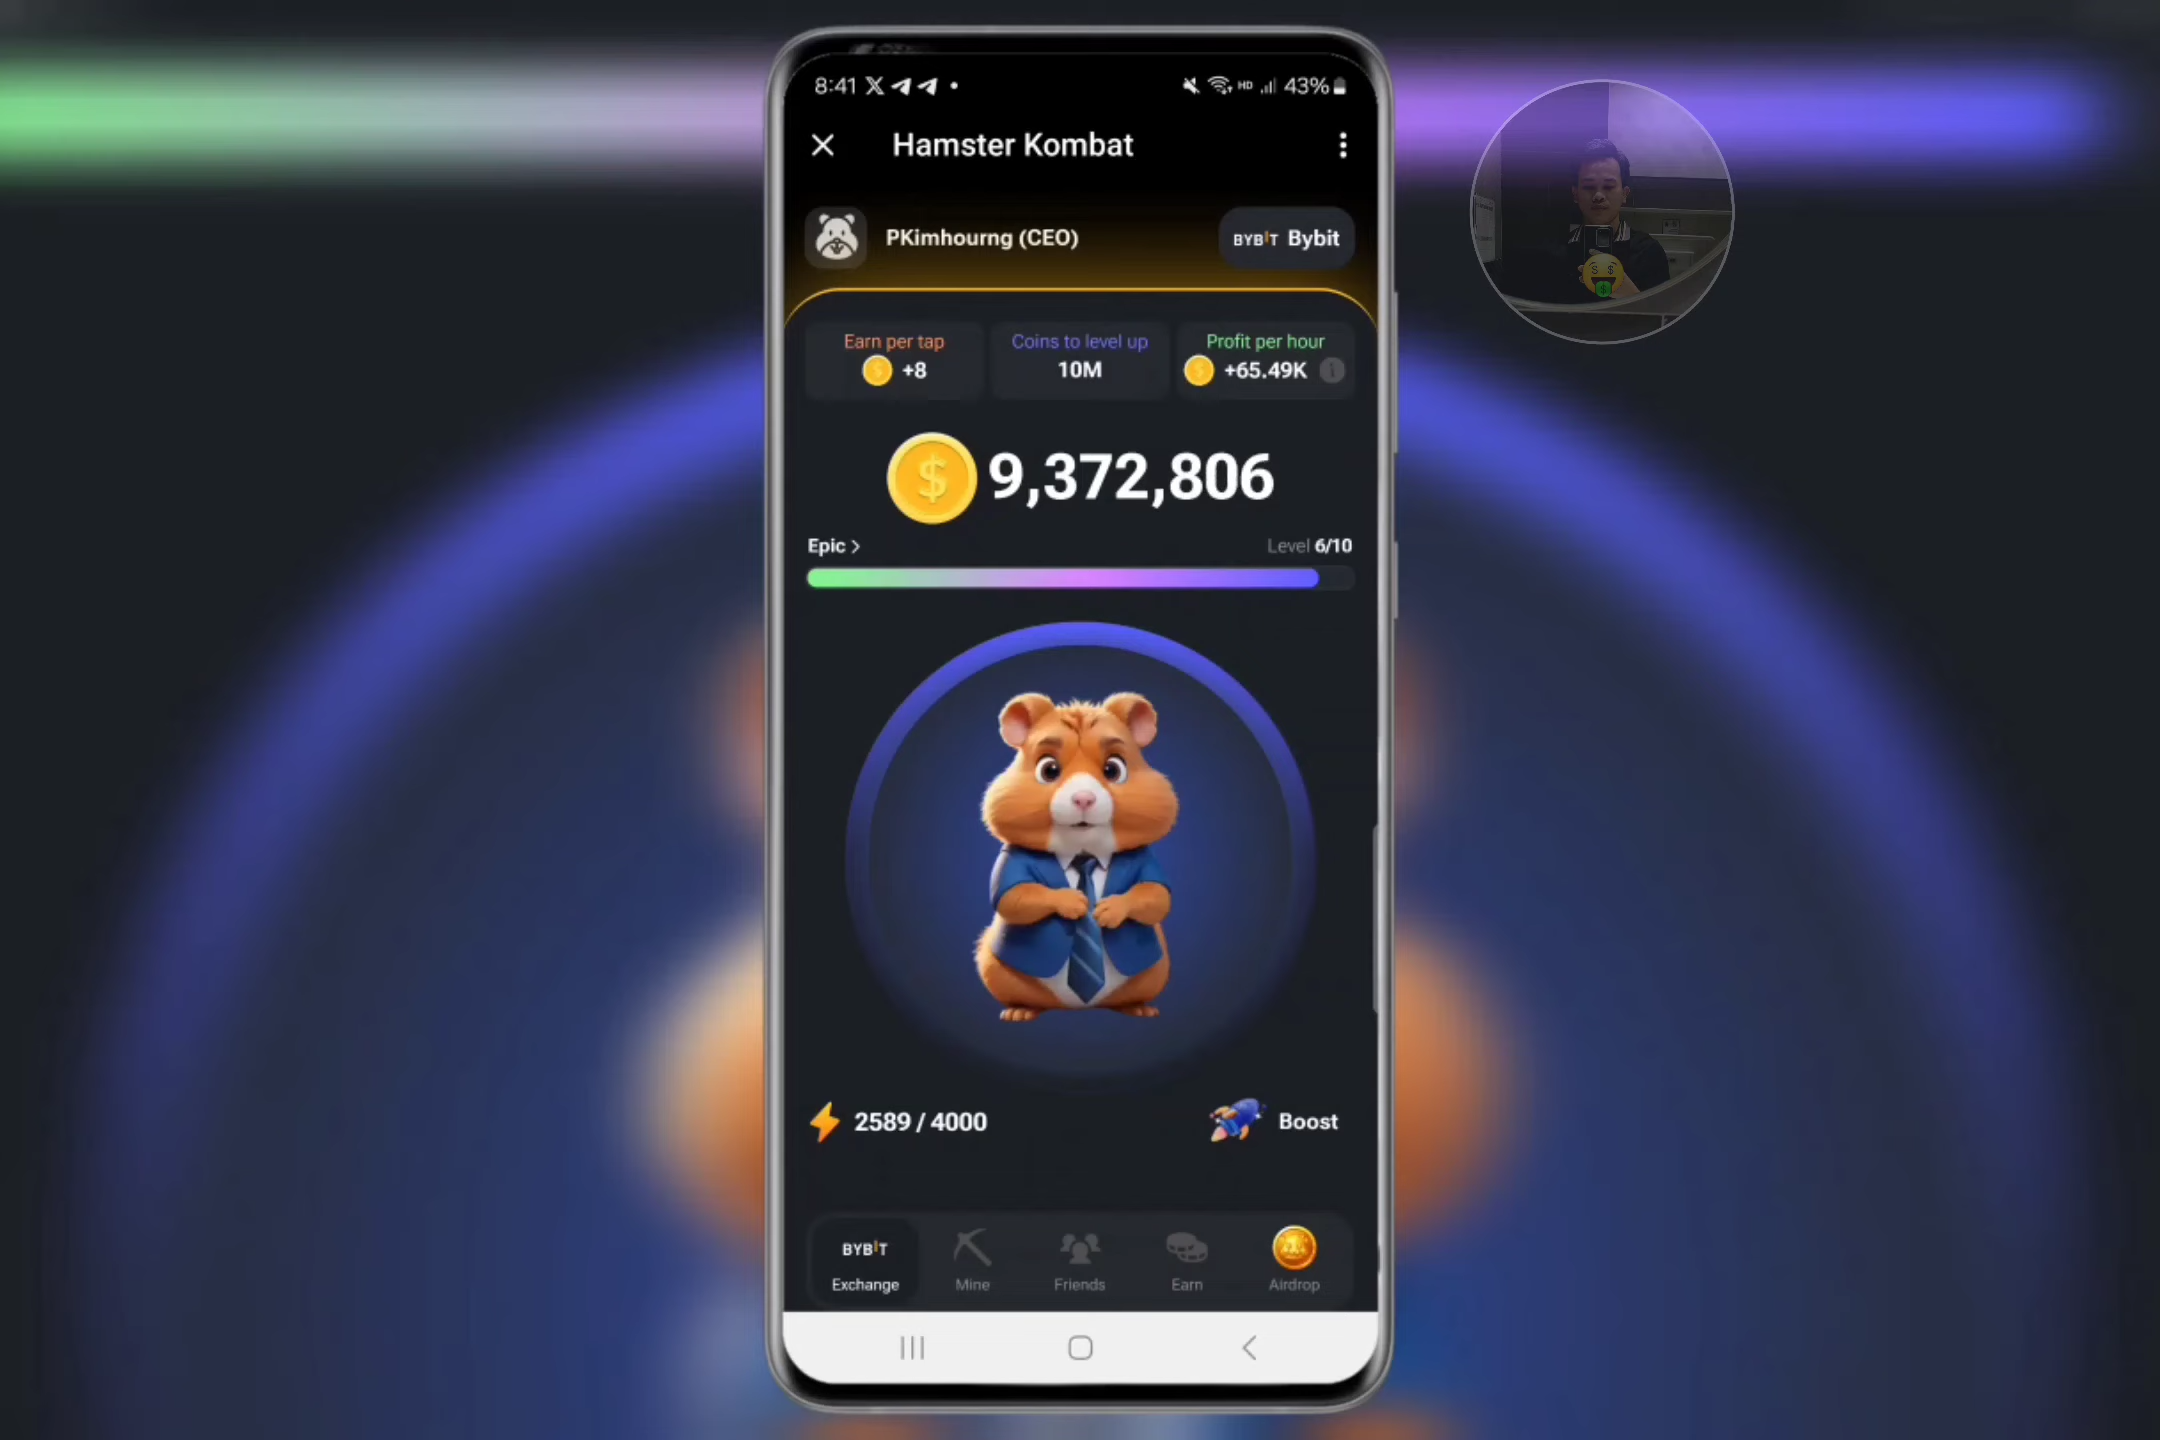 8:41 HD 43%
Hamster Kombat
PKimhourng (CEO)
BYBIT Bybit
Earn per tap
+8
Coins to level up
10M
Profit per hour
+65.49K
9,372,806
Epic >
Level 6/10
2589 / 4000
Boost
BYBIT
Exchange
Mine
Friends
Earn
Airdrop